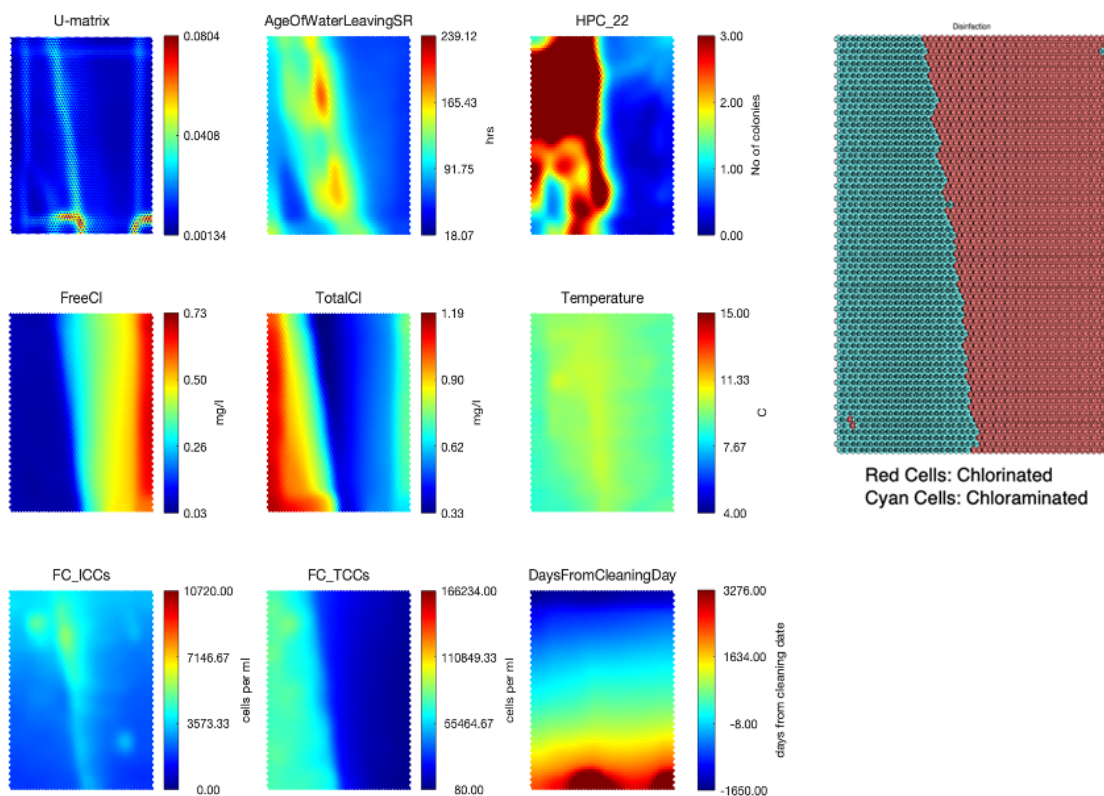 U-matrix
0.0804
0.0408
0.00134
AgeOfWaterLeavingSR
239.12
165.43
91.75
18.07
hrs
HPC_22
3.00
2.00
1.00
0.00
No of colonies
Disinfection
FreeCl
0.73
0.50
0.26
0.03
mg/l
TotalCl
1.19
0.90
0.62
0.33
mg/l
Temperature
15.00
11.33
7.67
4.00
C
Red Cells: Chlorinated
Cyan Cells: Chloraminated
FC_ICCs
10720.00
7146.67
3573.33
0.00
cells per ml
FC_TCCs
166234.00
110849.33
55464.67
80.00
cells per ml
DaysFromCleaningDay
3276.00
1634.00
-8.00
-1650.00
days from cleaning date